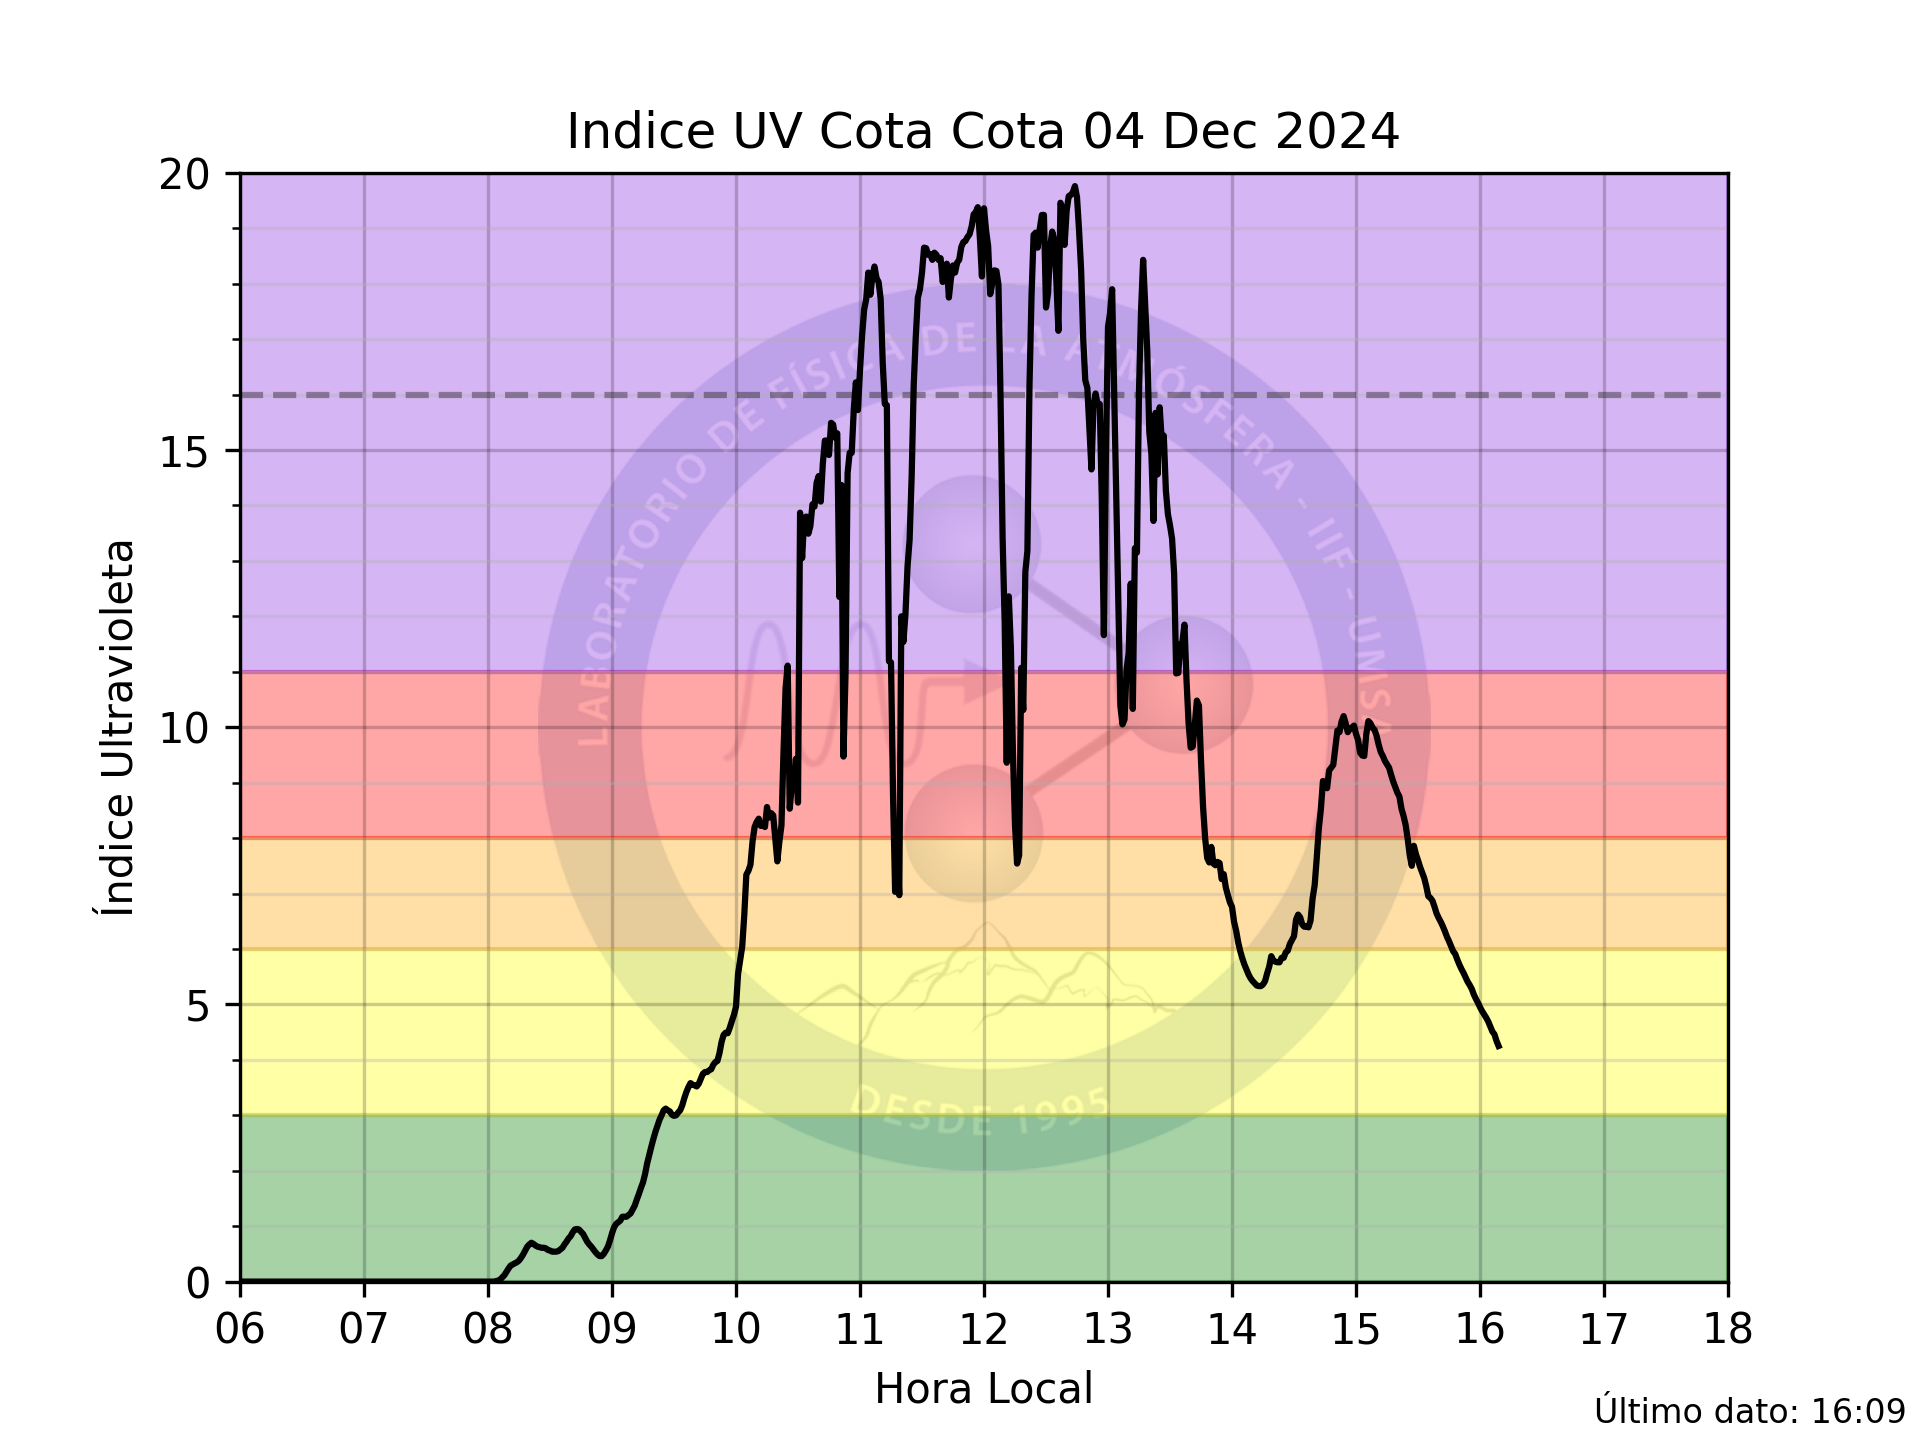 Indice UV Cota Cota 04 Dec 2024
20
15
10
5
0
Índice Ultravioleta
LABORATORIO DE FÍSICA DE LA ATMÓSFERA - IIF - UMSA
DESDE 1995
06 07 08 09 10 11 12 13 14 15 16 17 18
Hora Local
Último dato: 16:09